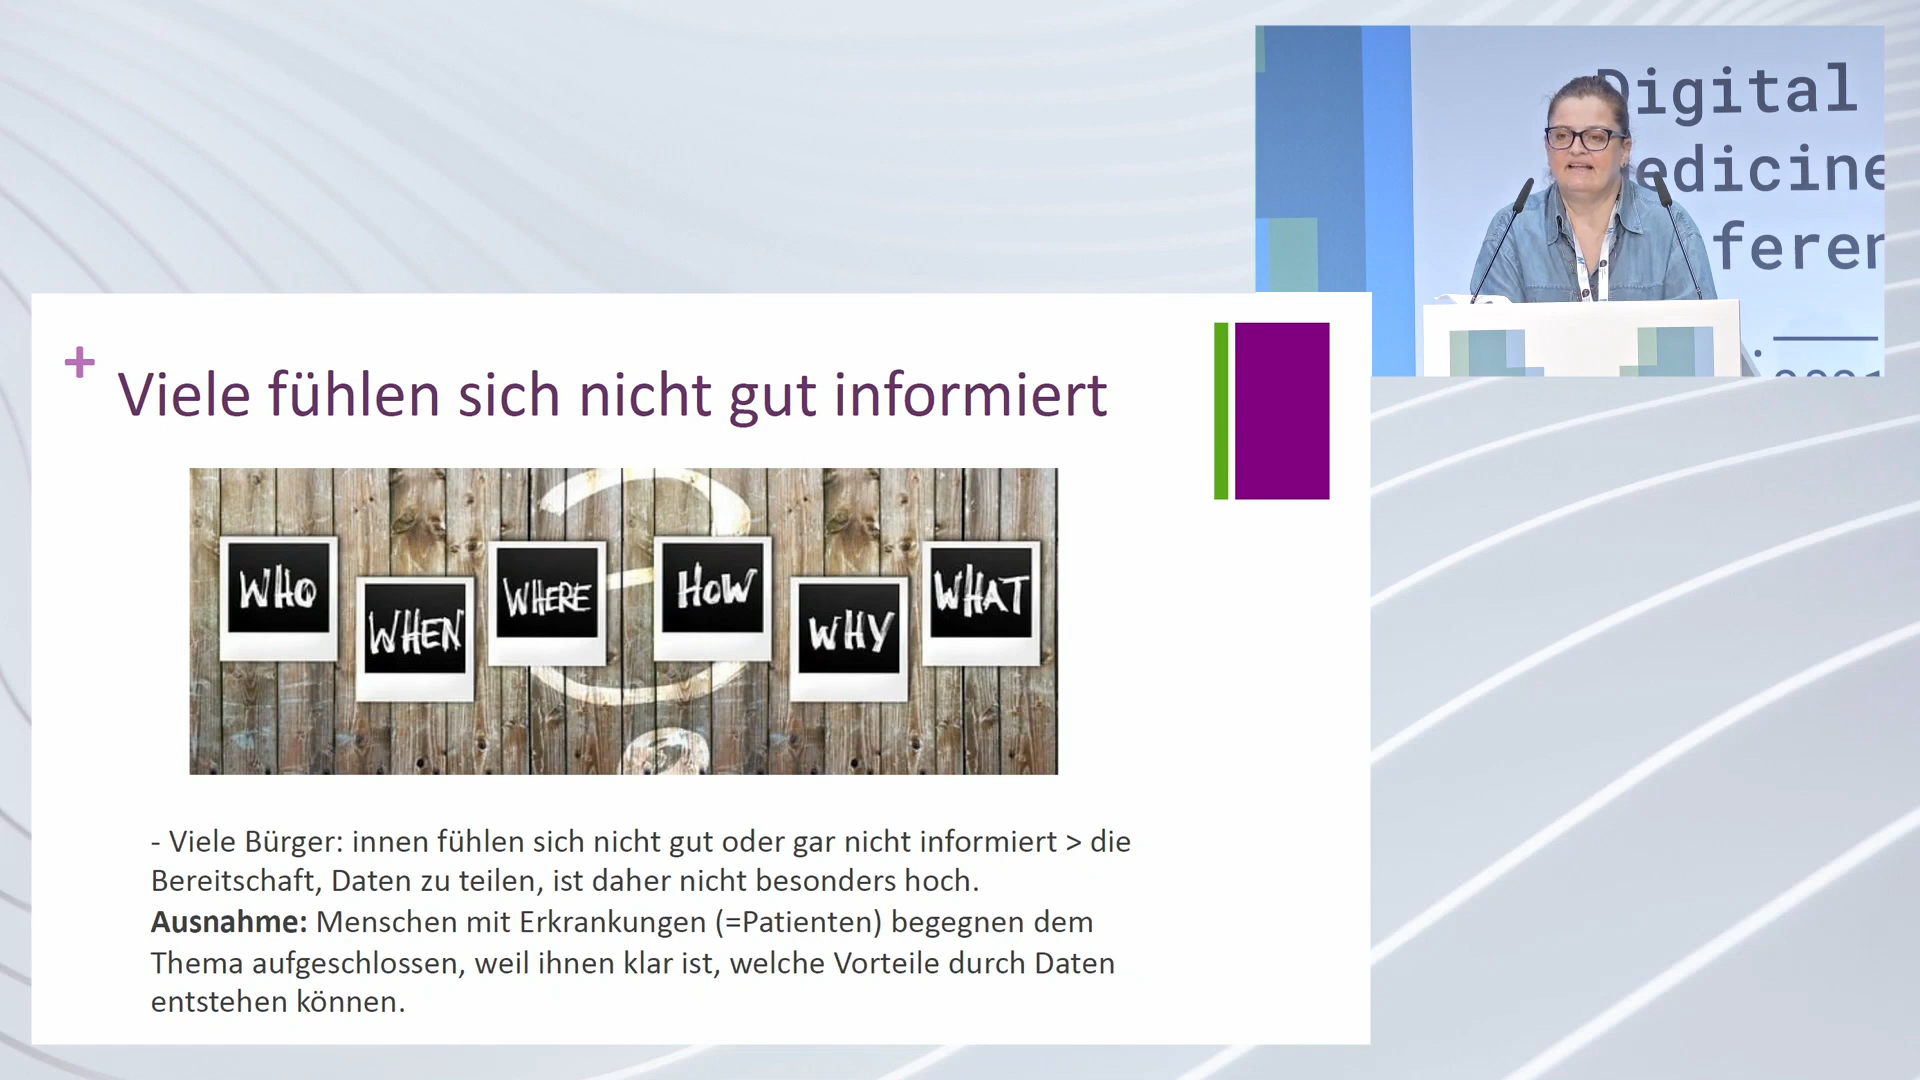 Digital
edicine
feren
+
Viele fühlen sich nicht gut informiert
WHO
WHEN
WHERE
HOW
WHY
WHAT
- Viele Bürger: innen fühlen sich nicht gut oder gar nicht informiert > die
Bereitschaft, Daten zu teilen, ist daher nicht besonders hoch.
Ausnahme: Menschen mit Erkrankungen (=Patienten) begegnen dem
Thema aufgeschlossen, weil ihnen klar ist, welche Vorteile durch Daten
entstehen können.